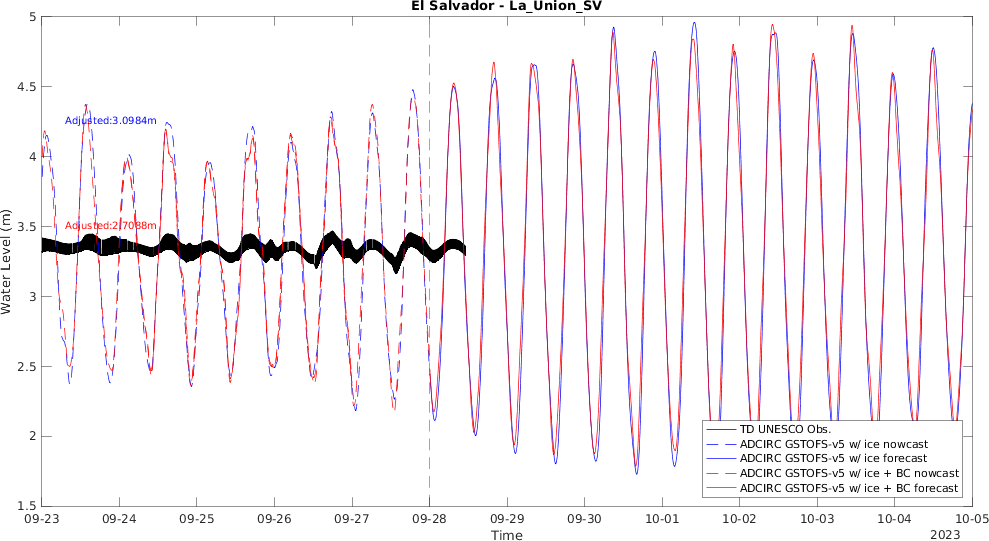 El Salvador - La_Union_SV
Water Level (m)
5
4.5
4
3.5
3
2.5
2
1.5
Adjusted:3.0984m
Adjusted:2.7088m
TD UNESCO Obs.
ADCIRC GSTOFS-v5 w/ ice nowcast
ADCIRC GSTOFS-v5 w/ ice forecast
ADCIRC GSTOFS-v5 w/ ice + BC nowcast
ADCIRC GSTOFS-v5 w/ ice + BC forecast
09-23 09-24 09-25 09-26 09-27 09-28 09-29 09-30 10-01 10-02 10-03 10-04 10-05
Time
2023